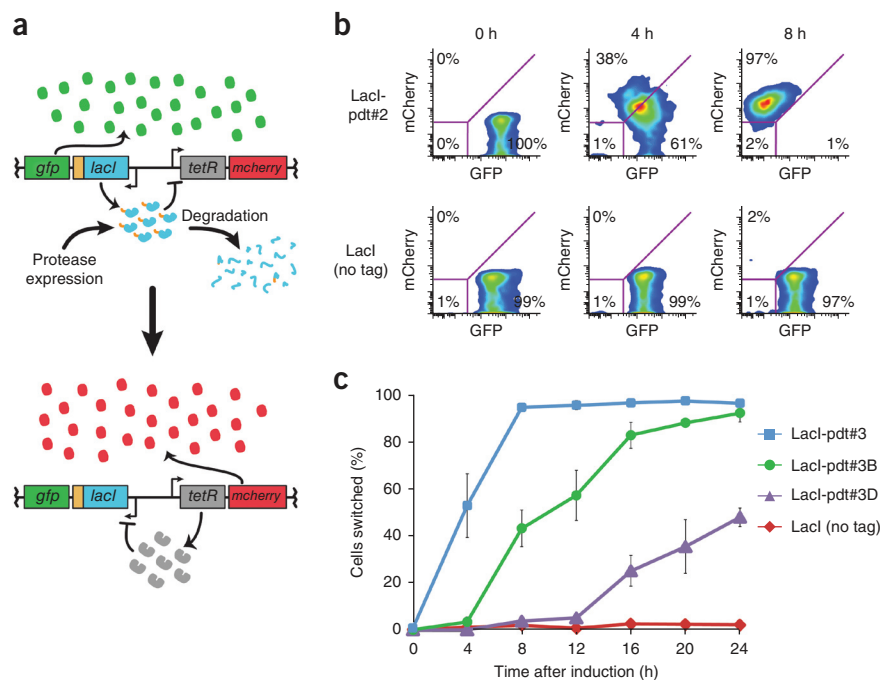 a
gfp
lacI
tetR
mcherry
Degradation
Protease
expression
gfp
lacI
tetR
mcherry
b
0 h
4 h
8 h
LacI-
pdt#2
mCherry
0%
0%
100%
GFP
mCherry
38%
1%
61%
GFP
mCherry
97%
2%
1%
GFP
LacI
(no tag)
mCherry
0%
1%
99%
GFP
mCherry
0%
1%
99%
GFP
mCherry
2%
1%
97%
GFP
c
Cells switched (%)
100
80
60
40
20
0
0 4 8 12 16 20 24
Time after induction (h)
LacI-pdt#3
LacI-pdt#3B
LacI-pdt#3D
LacI (no tag)